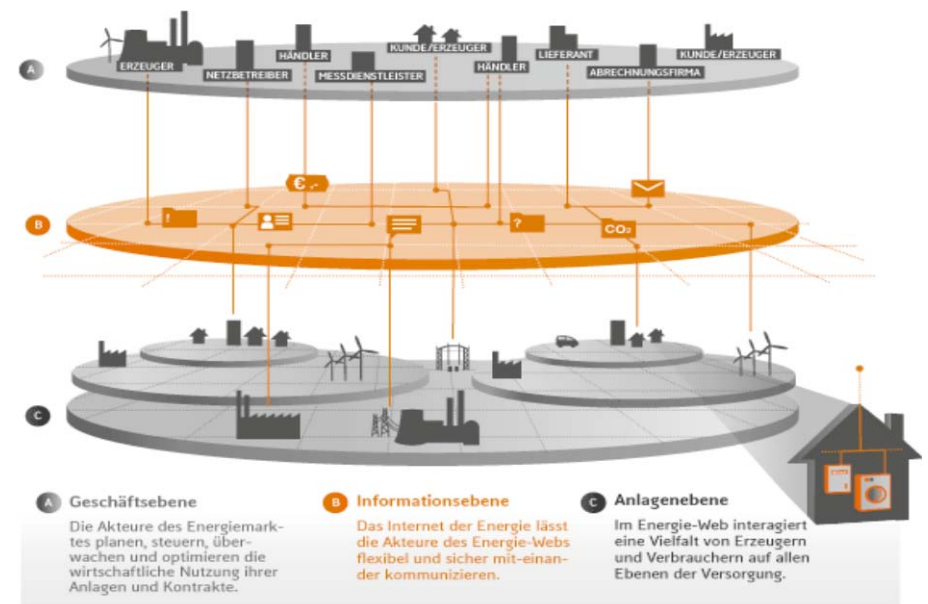 A
ERZEUGER
NETZBETREIBER
HÄNDLER
MESSDIENSTLEISTER
KUNDE/ERZEUGER
HÄNDLER
LIEFERANT
ABRECHNUNGSFIRMA
KUNDE/ERZEUGER
B
€ ,-
!
?
CO₂
C
A Geschäftsebene
Die Akteure des Energiemark-
tes planen, steuern, über-
wachen und optimieren die
wirtschaftliche Nutzung ihrer
Anlagen und Kontrakte.
B Informationsebene
Das Internet der Energie lässt
die Akteure des Energie-Webs
flexibel und sicher mit-einan-
der kommunizieren.
C Anlagenebene
Im Energie-Web interagiert
eine Vielfalt von Erzeugern
und Verbrauchern auf allen
Ebenen der Versorgung.